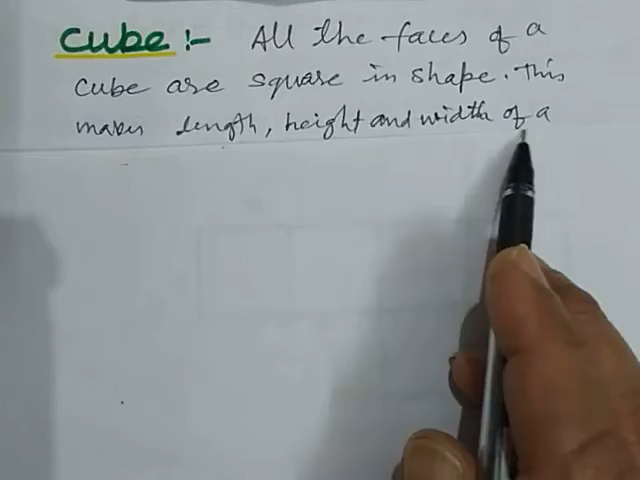 Cube :- All the faces of a
cube are square in shape. This
makes length, height and width of a